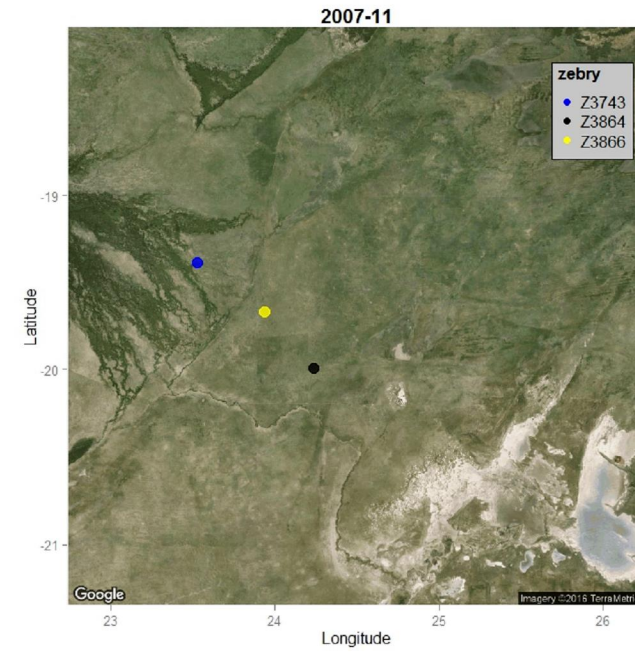 2007-11
zebry
Z3743
Z3864
Z3866
-19
-20
-21
Latitude
Google
Imagery ©2016 TerraMetri
23
24
25
26
Longitude